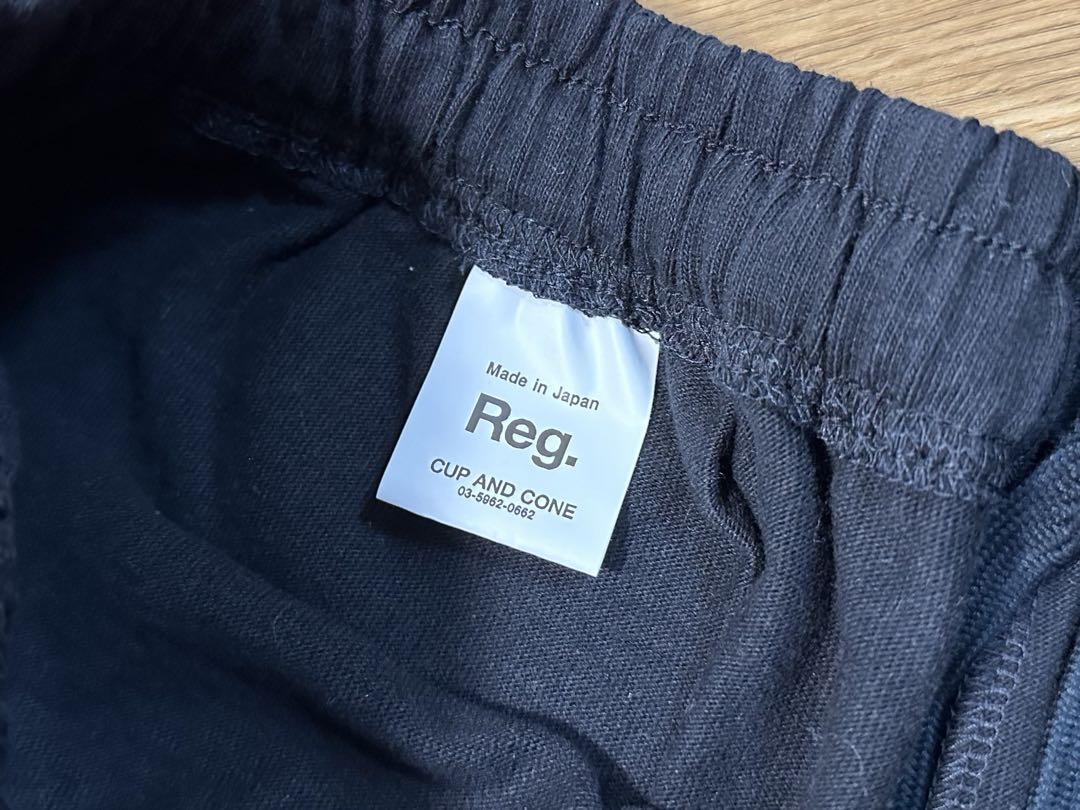 Made in Japan
Reg.
CUP AND CONE
03-5962-0662